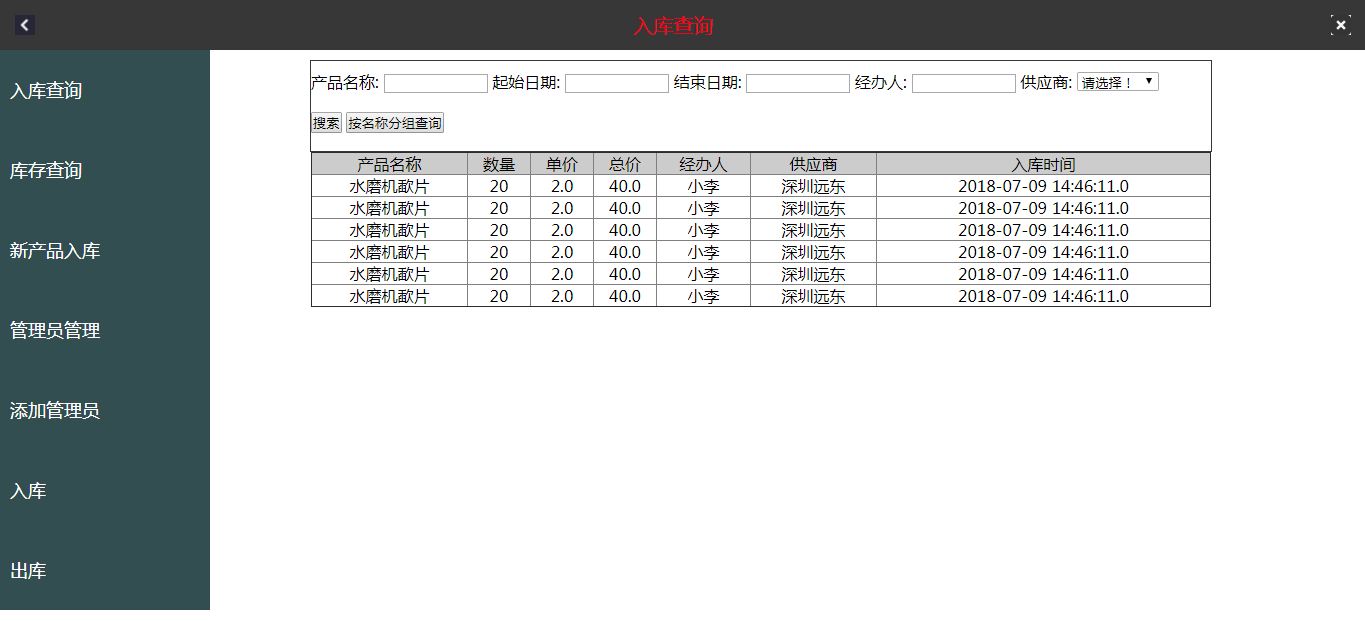 入库查询
入库查询
库存查询
新产品入库
管理员管理
添加管理员
入库
出库
产品名称: 起始日期: 结束日期: 经办人: 供应商: 请选择！
搜索 按名称分组查询
产品名称 数量 单价 总价 经办人 供应商 入库时间
水磨机歃片 20 2.0 40.0 小李 深圳远东 2018-07-09 14:46:11.0
水磨机歃片 20 2.0 40.0 小李 深圳远东 2018-07-09 14:46:11.0
水磨机歃片 20 2.0 40.0 小李 深圳远东 2018-07-09 14:46:11.0
水磨机歃片 20 2.0 40.0 小李 深圳远东 2018-07-09 14:46:11.0
水磨机歃片 20 2.0 40.0 小李 深圳远东 2018-07-09 14:46:11.0
水磨机歃片 20 2.0 40.0 小李 深圳远东 2018-07-09 14:46:11.0